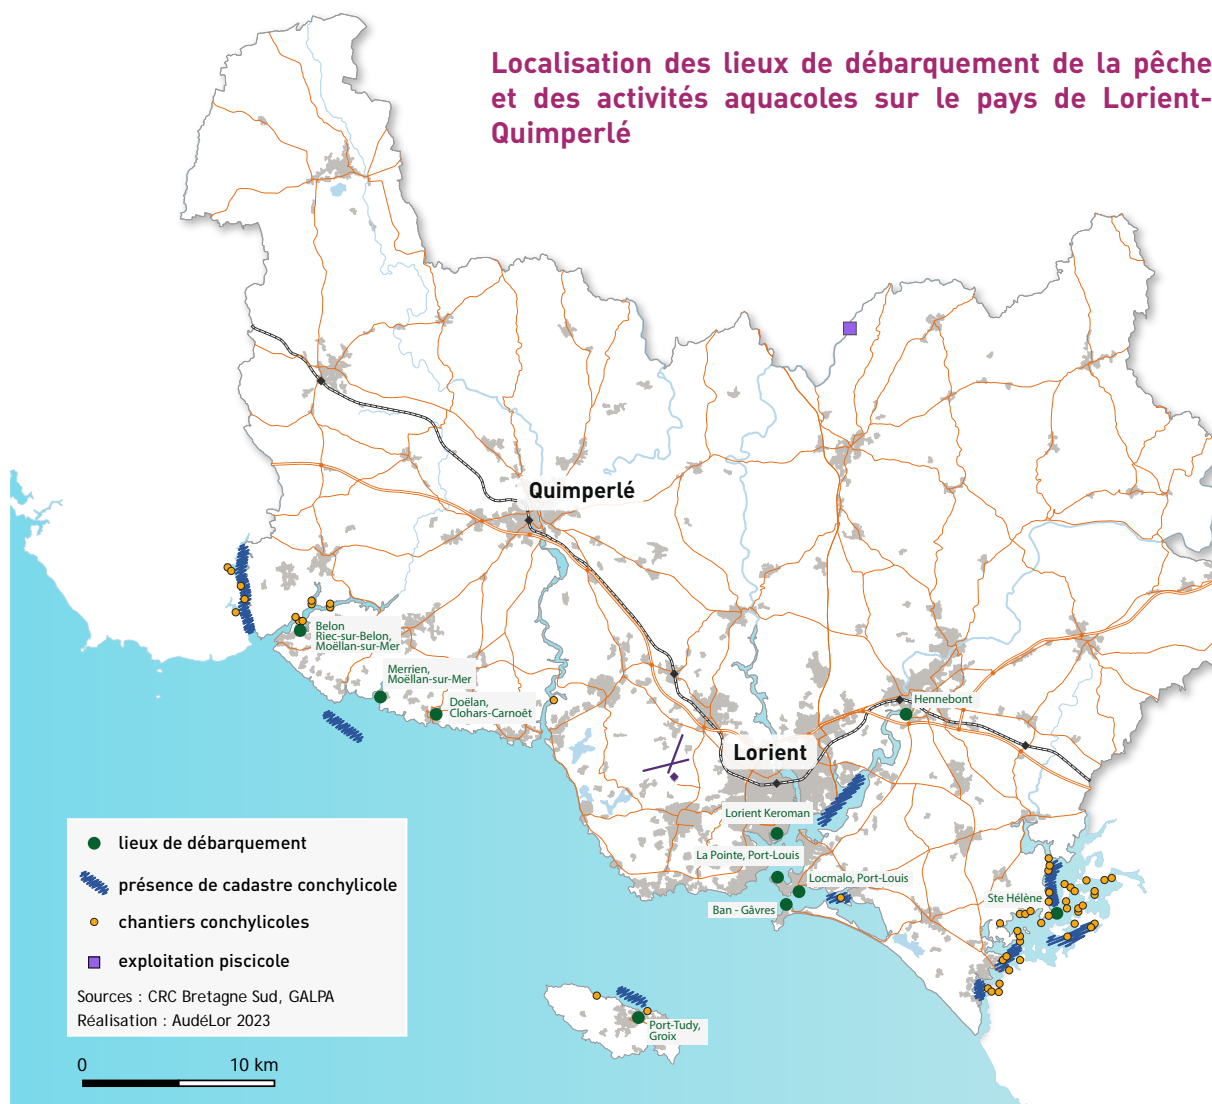 Localisation des lieux de débarquement de la pêche
et des activités aquacoles sur le pays de Lorient-
Quimperlé
Quimperlé
Belon
Riec-sur-Belon,
Moëllan-sur-Mer
Merrien,
Moëllan-sur-Mer
Doëlan,
Clohars-Carnoêt
Hennebont
Lorient
Lorient Keroman
La Pointe, Port-Louis
Locmalo, Port-Louis
Ban - Gâvres
Ste Hélène
Port-Tudy,
Groix
lieux de débarquement
présence de cadastre conchylicole
chantiers conchylicoles
exploitation piscicole
Sources : CRC Bretagne Sud, GALPA
Réalisation : AudéLor 2023
0 10 km